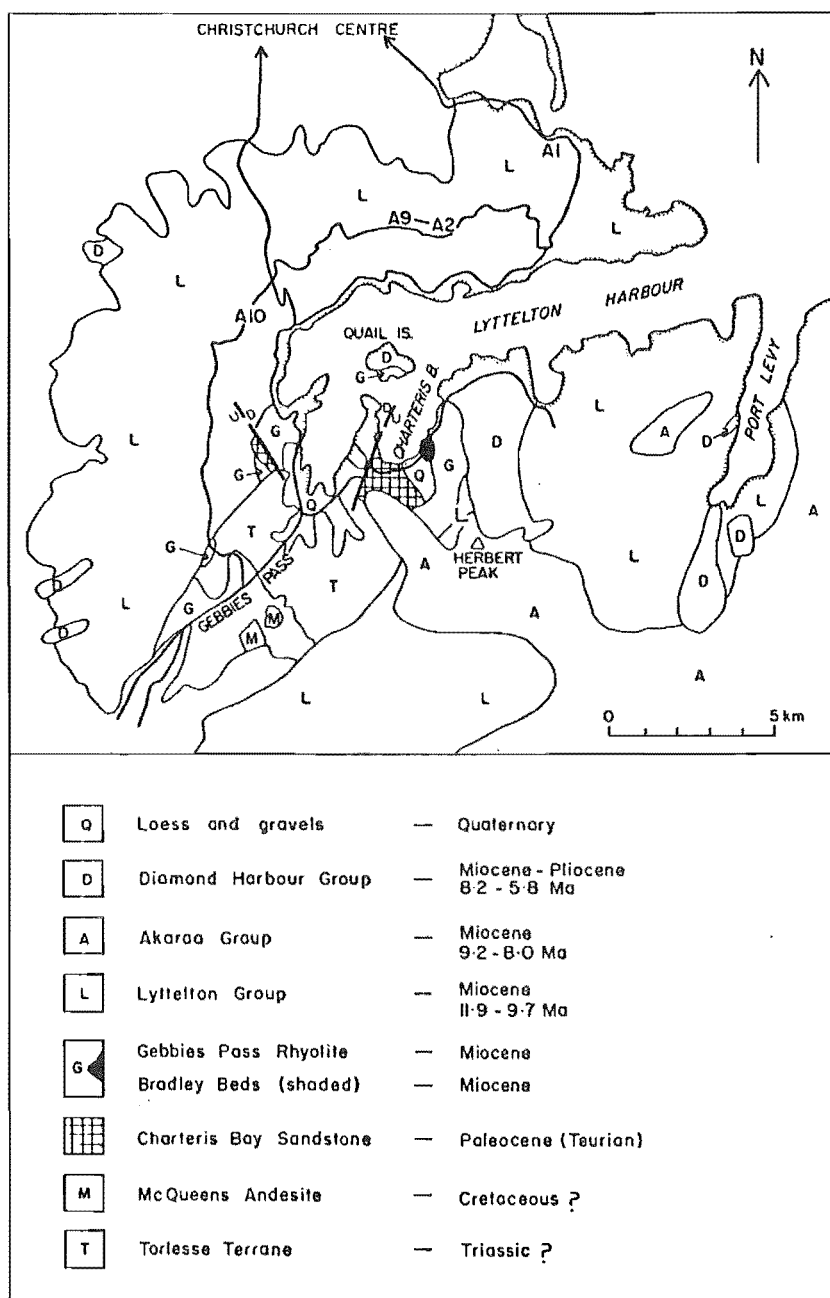 CHRISTCHURCH CENTRE
N
A1
L
L
A9—A2
L
D
L
A10
LYTTELTON HARBOUR
QUAIL IS.
D
G
CHARTERIS B.
PORT LEVY
U D
D U
G
L
A
D
L
G
Q
G
D
Q
L
A
T
G
L
HERBERT PEAK
L
D
D
A
T
A
G
GEBBIES PASS
D
L
D
M
M
A
L
L
0 5 km
Q Loess and gravels — Quaternary
D Diamond Harbour Group — Miocene - Pliocene
8·2 - 5·8 Ma
A Akaroa Group — Miocene
9·2 - 8·0 Ma
L Lyttelton Group — Miocene
11·9 - 9·7 Ma
G Gebbies Pass Rhyolite — Miocene
Bradley Beds (shaded) — Miocene
Charteris Bay Sandstone — Paleocene (Teurian)
M McQueens Andesite — Cretaceous ?
T Torlesse Terrane — Triassic ?